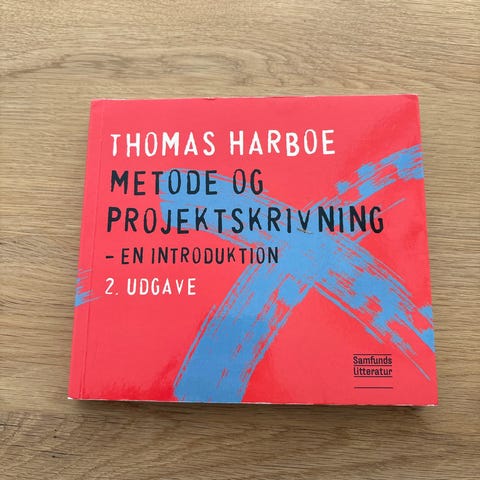 THOMAS HARBOE
METODE OG
PROJEKTSKRIVNING
- EN INTRODUKTION
2. UDGAVE
Samfunds
litteratur